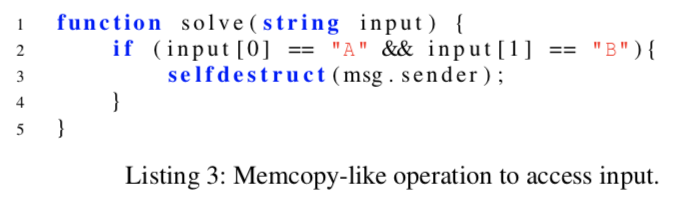 1 function solve(string input) {
2 if (input[0] == "A" && input[1] == "B"){
3 selfdestruct(msg.sender);
4 }
5 }
Listing 3: Memcopy-like operation to access input.